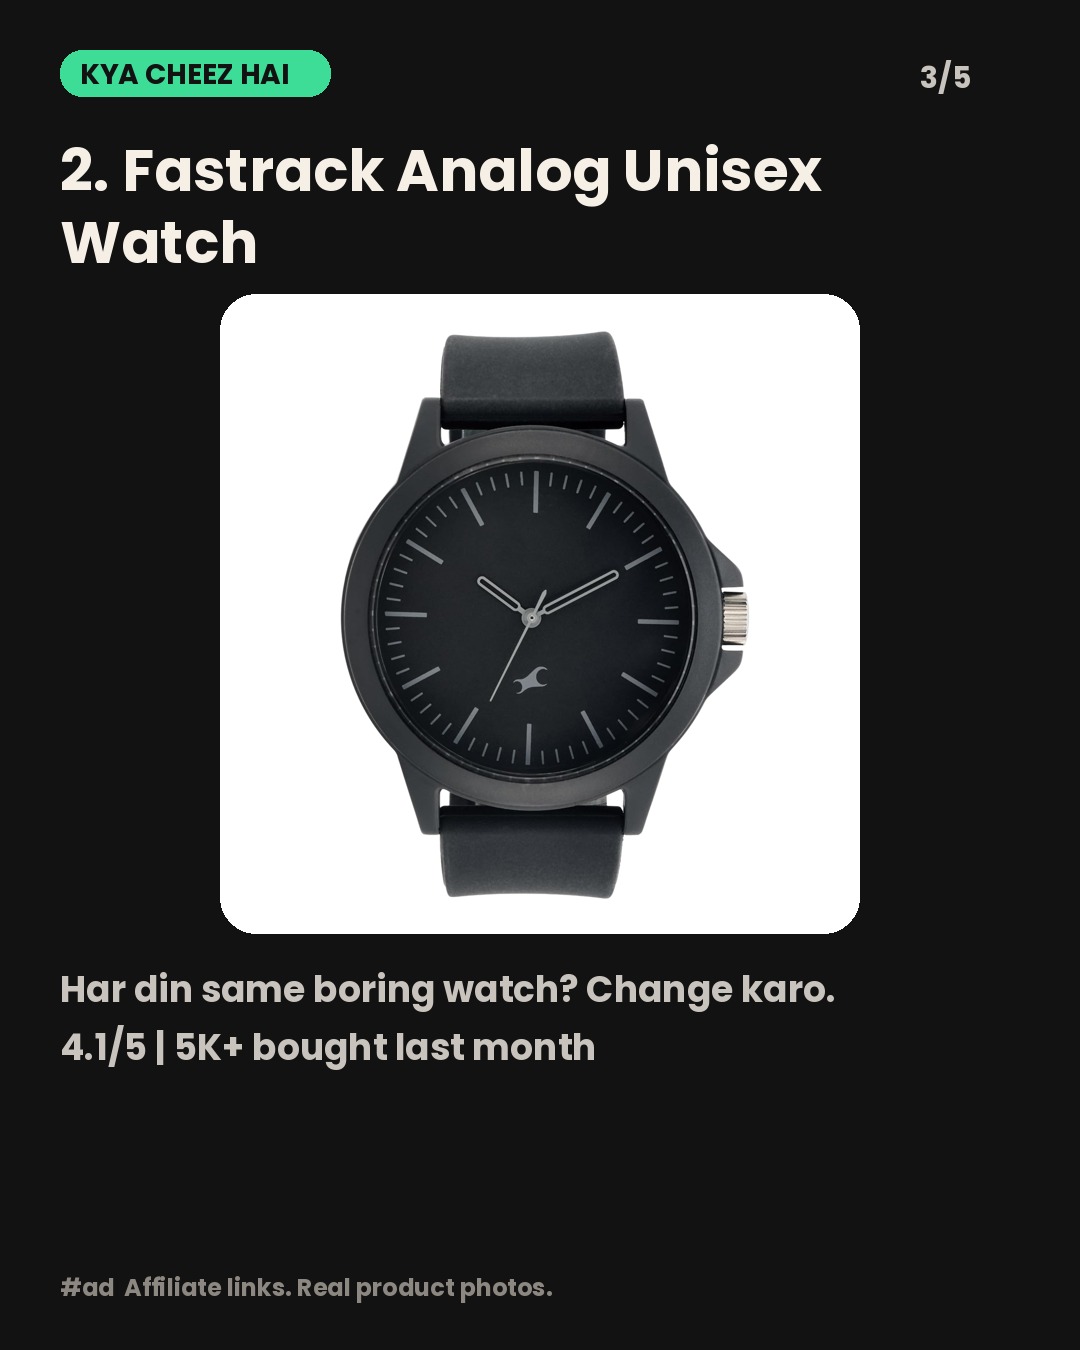 KYA CHEEZ HAI
3/5
2. Fastrack Analog Unisex
Watch
Har din same boring watch? Change karo.
4.1/5 | 5K+ bought last month
#ad Affiliate links. Real product photos.